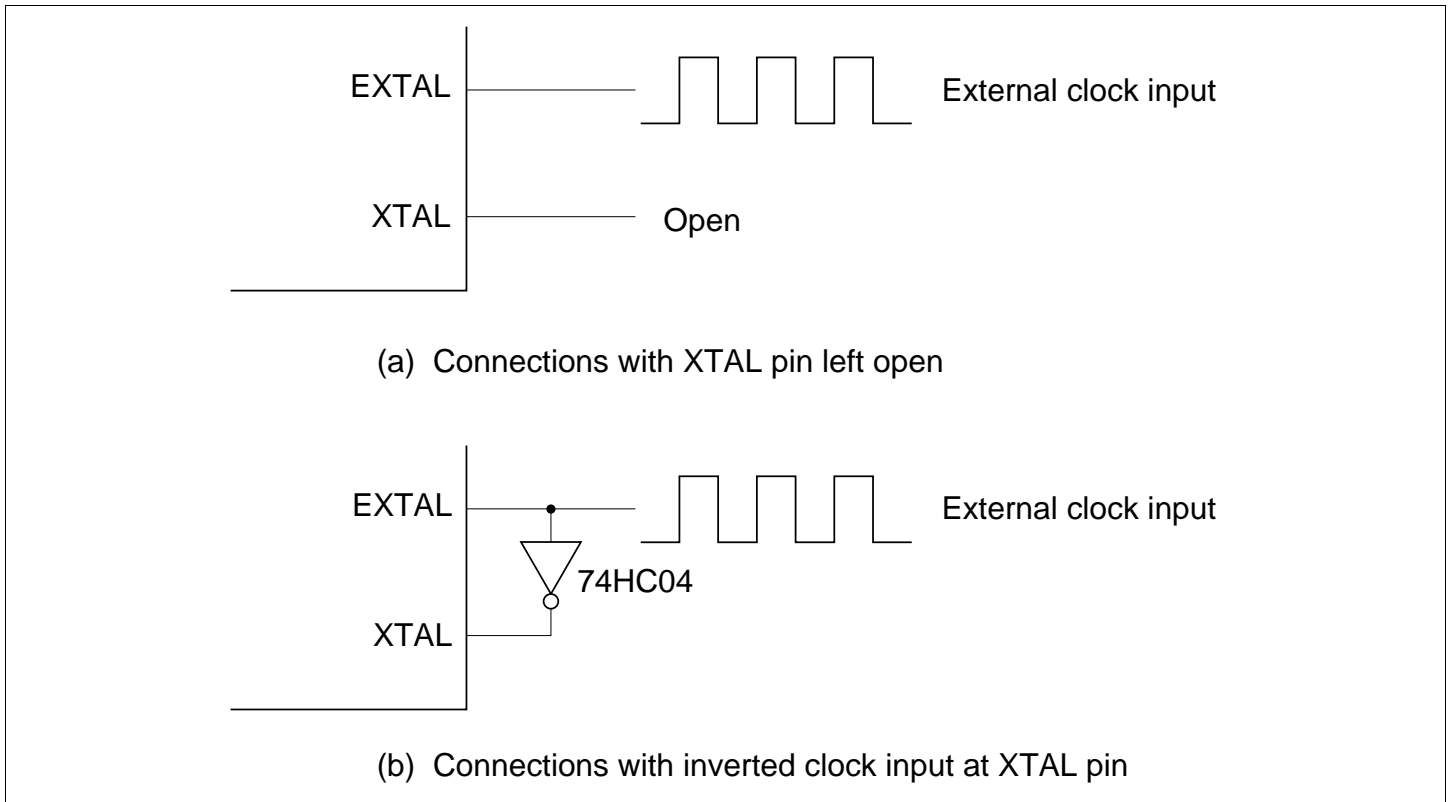 EXTAL
External clock input
XTAL
Open
(a) Connections with XTAL pin left open
EXTAL
External clock input
74HC04
XTAL
(b) Connections with inverted clock input at XTAL pin